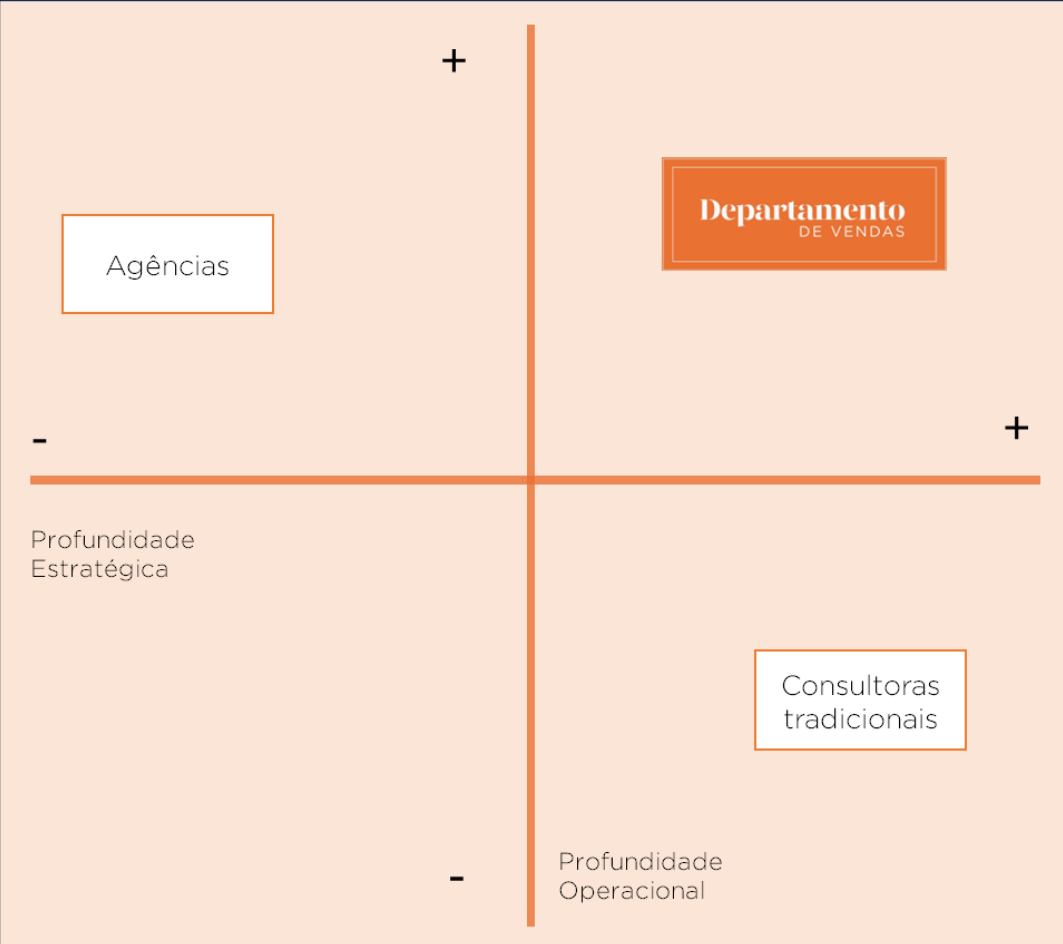 +
Departamento
DE VENDAS
Agências
-
+
Profundidade
Estratégica
Consultoras
tradicionais
-
Profundidade
Operacional